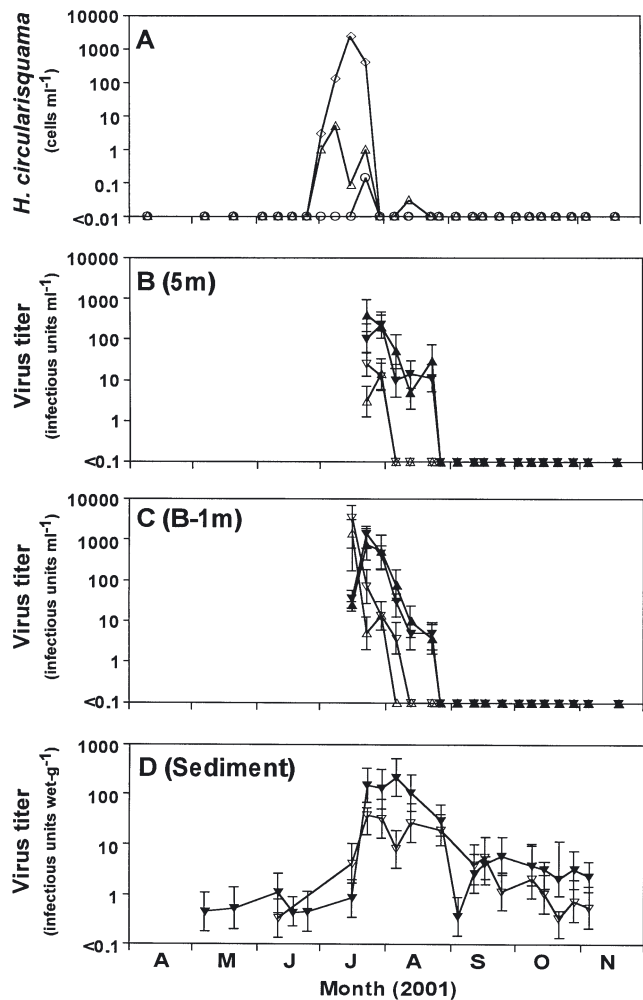 A
H. circularisquama
(cells ml⁻¹)
10000
1000
100
10
1
0.1
<0.01
B (5m)
Virus titer
(infectious units ml⁻¹)
10000
1000
100
10
1
<0.1
C (B-1m)
Virus titer
(infectious units ml⁻¹)
10000
1000
100
10
1
<0.1
D (Sediment)
Virus titer
(infectious units wet-g⁻¹)
1000
100
10
1
<0.1
A M J J A S O N
Month (2001)